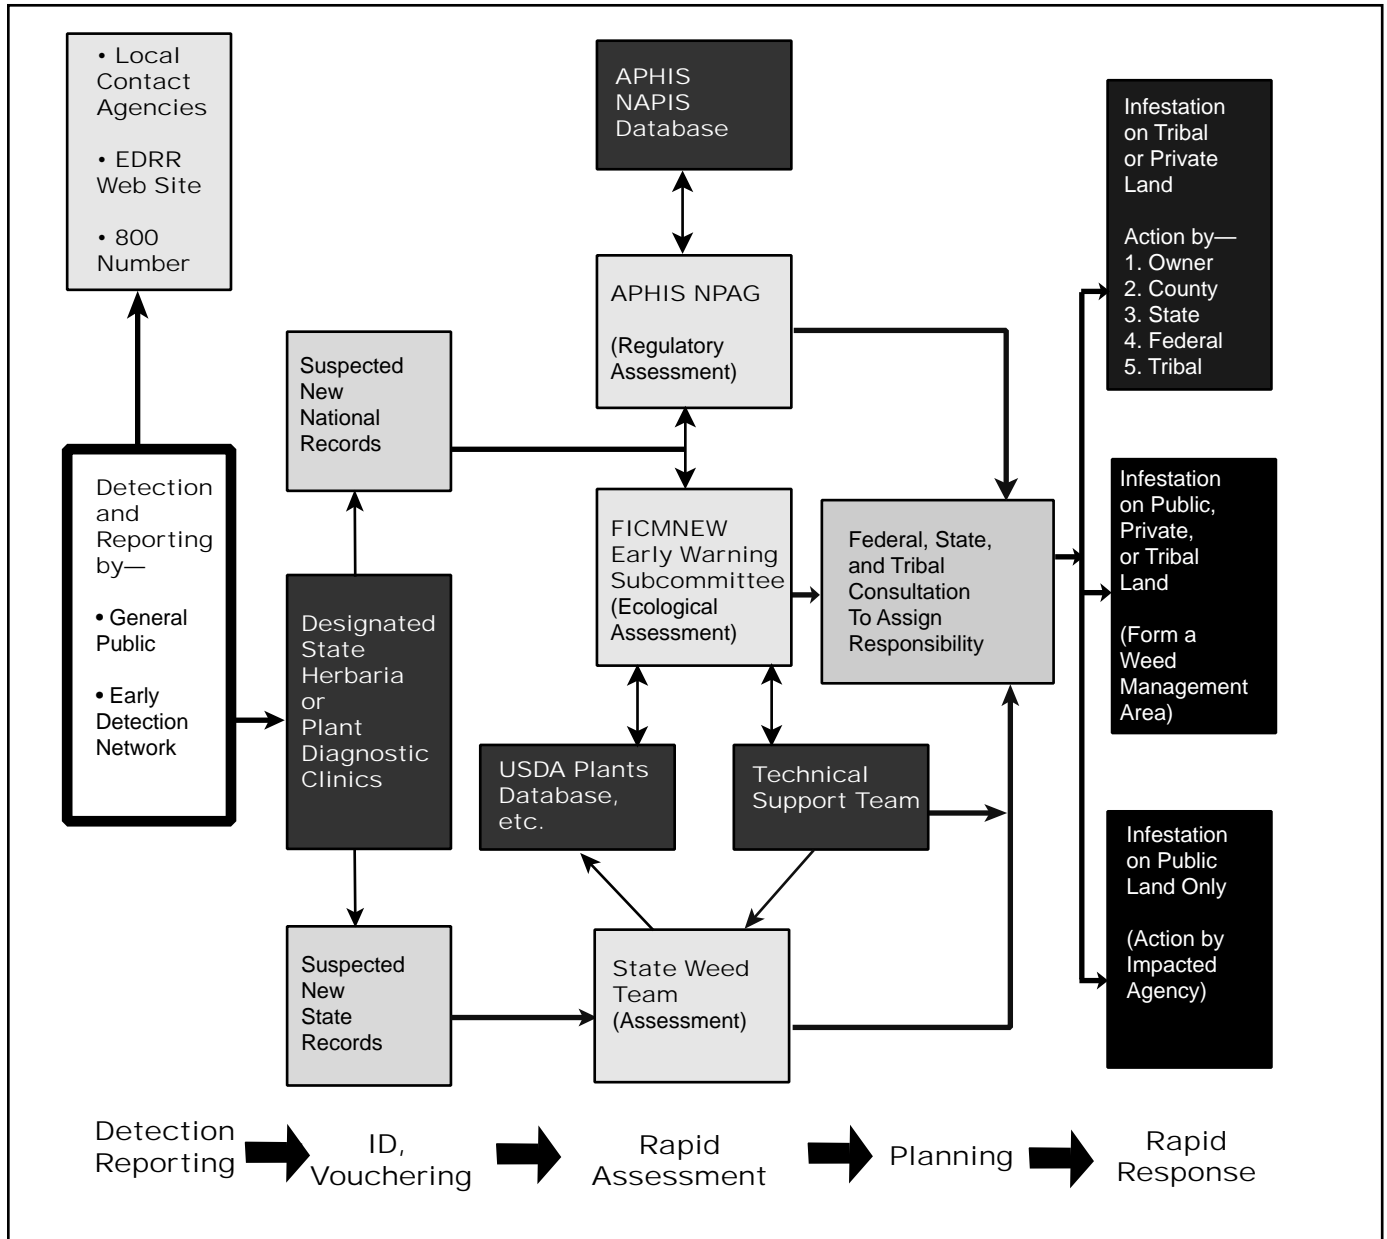 • Local
Contact
Agencies
• EDRR
Web Site
• 800
Number
Detection
and
Reporting
by—
• General
Public
• Early
Detection
Network
Suspected
New
National
Records
Designated
State
Herbaria
or
Plant
Diagnostic
Clinics
Suspected
New
State
Records
APHIS
NAPIS
Database
APHIS NPAG
(Regulatory
Assessment)
FICMNEW
Early Warning
Subcommittee
(Ecological
Assessment)
USDA Plants
Database,
etc.
Technical
Support Team
State Weed
Team
(Assessment)
Federal, State,
and Tribal
Consultation
To Assign
Responsibility
Infestation
on Tribal
or Private
Land
Action by—
1. Owner
2. County
3. State
4. Federal
5. Tribal
Infestation
on Public,
Private,
or Tribal
Land
(Form a
Weed
Management
Area)
Infestation
on Public
Land Only
(Action by
Impacted
Agency)
Detection
Reporting
ID,
Vouchering
Rapid
Assessment
Planning
Rapid
Response